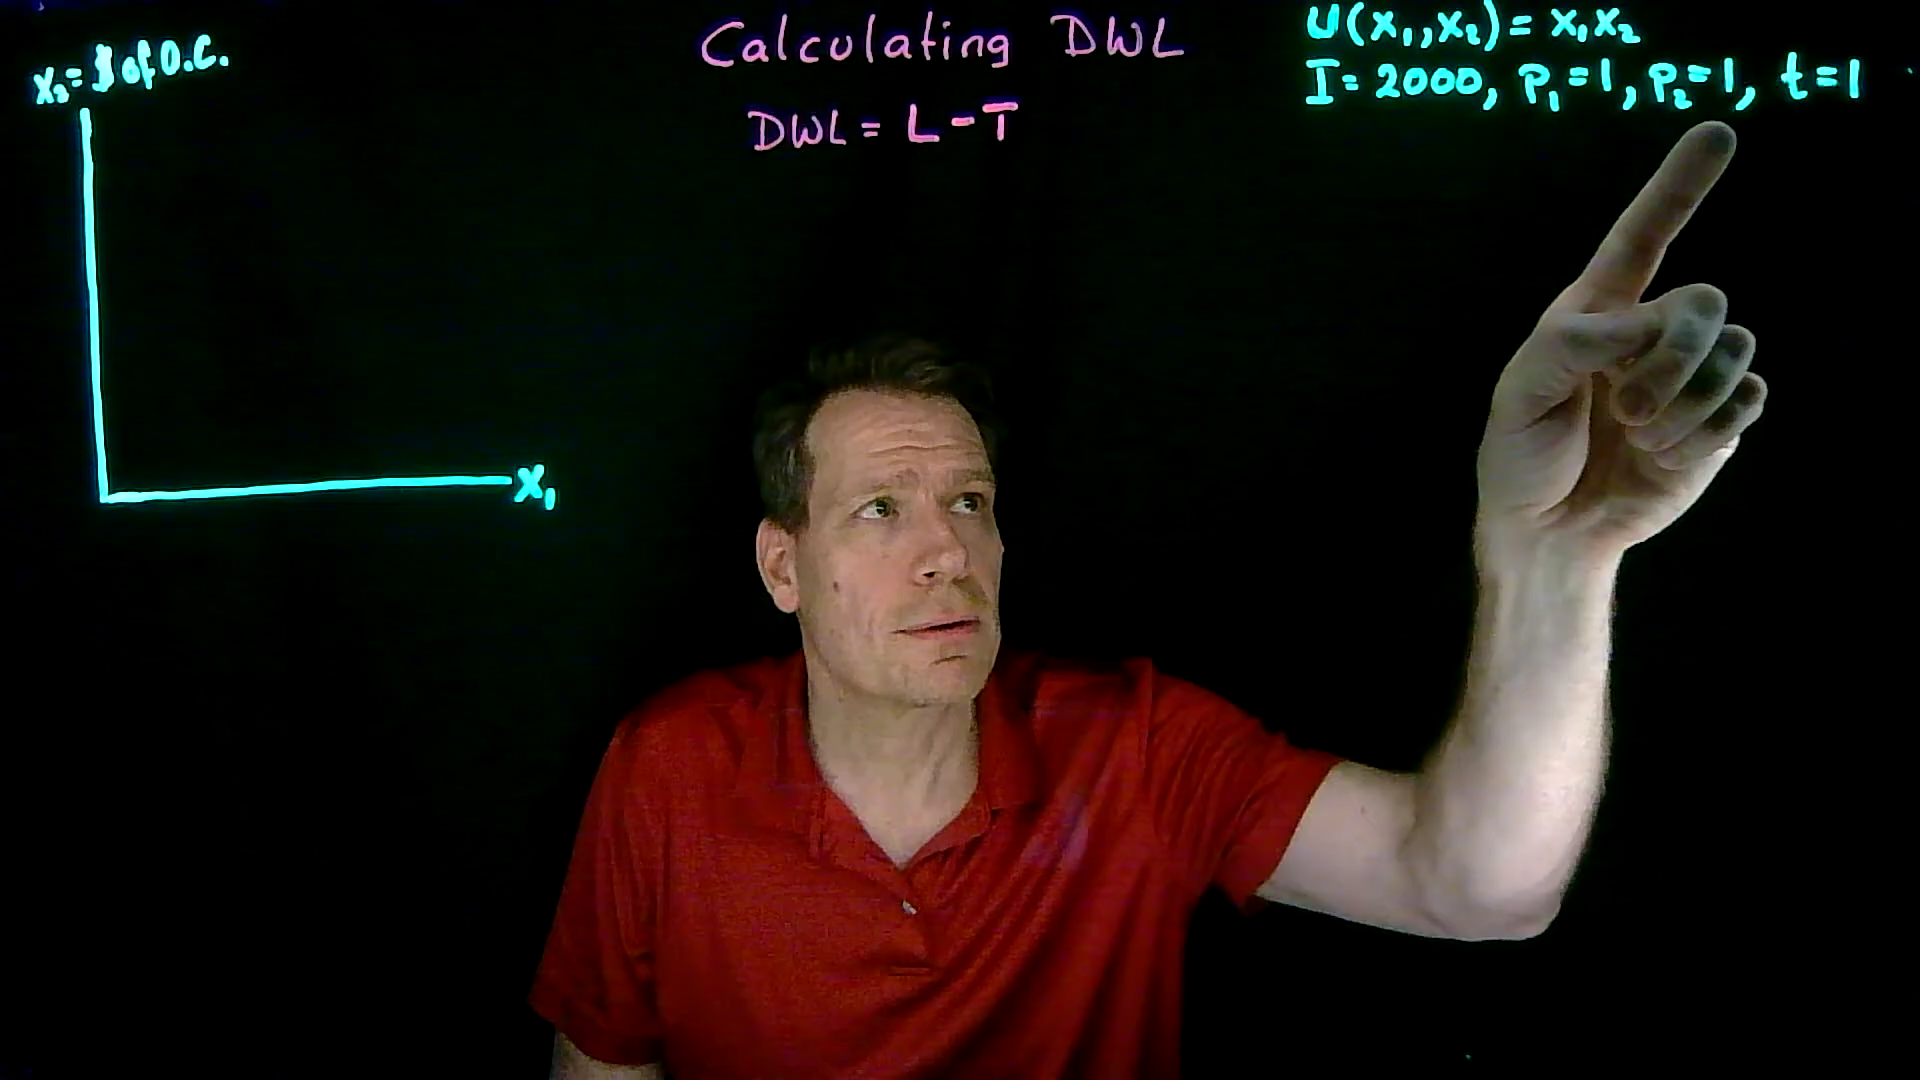 Calculating DWL
DWL = L - T
U(x₁,x₂) = x₁x₂
I = 2000, P₁ = 1, P₂ = 1, t = 1
x₂ = $ of O.C.
x₁